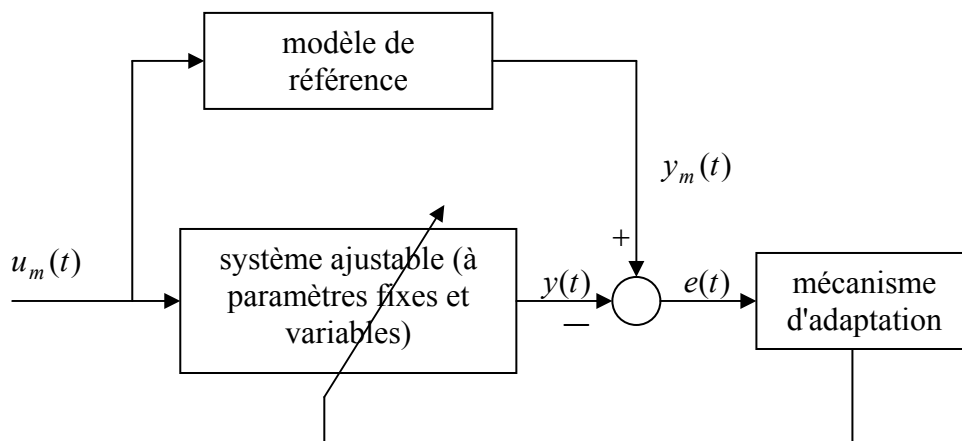 modèle de
référence
y_m(t)
u_m(t)
système ajustable (à
paramètres fixes et
variables)
y(t)
+
−
e(t)
mécanisme
d'adaptation